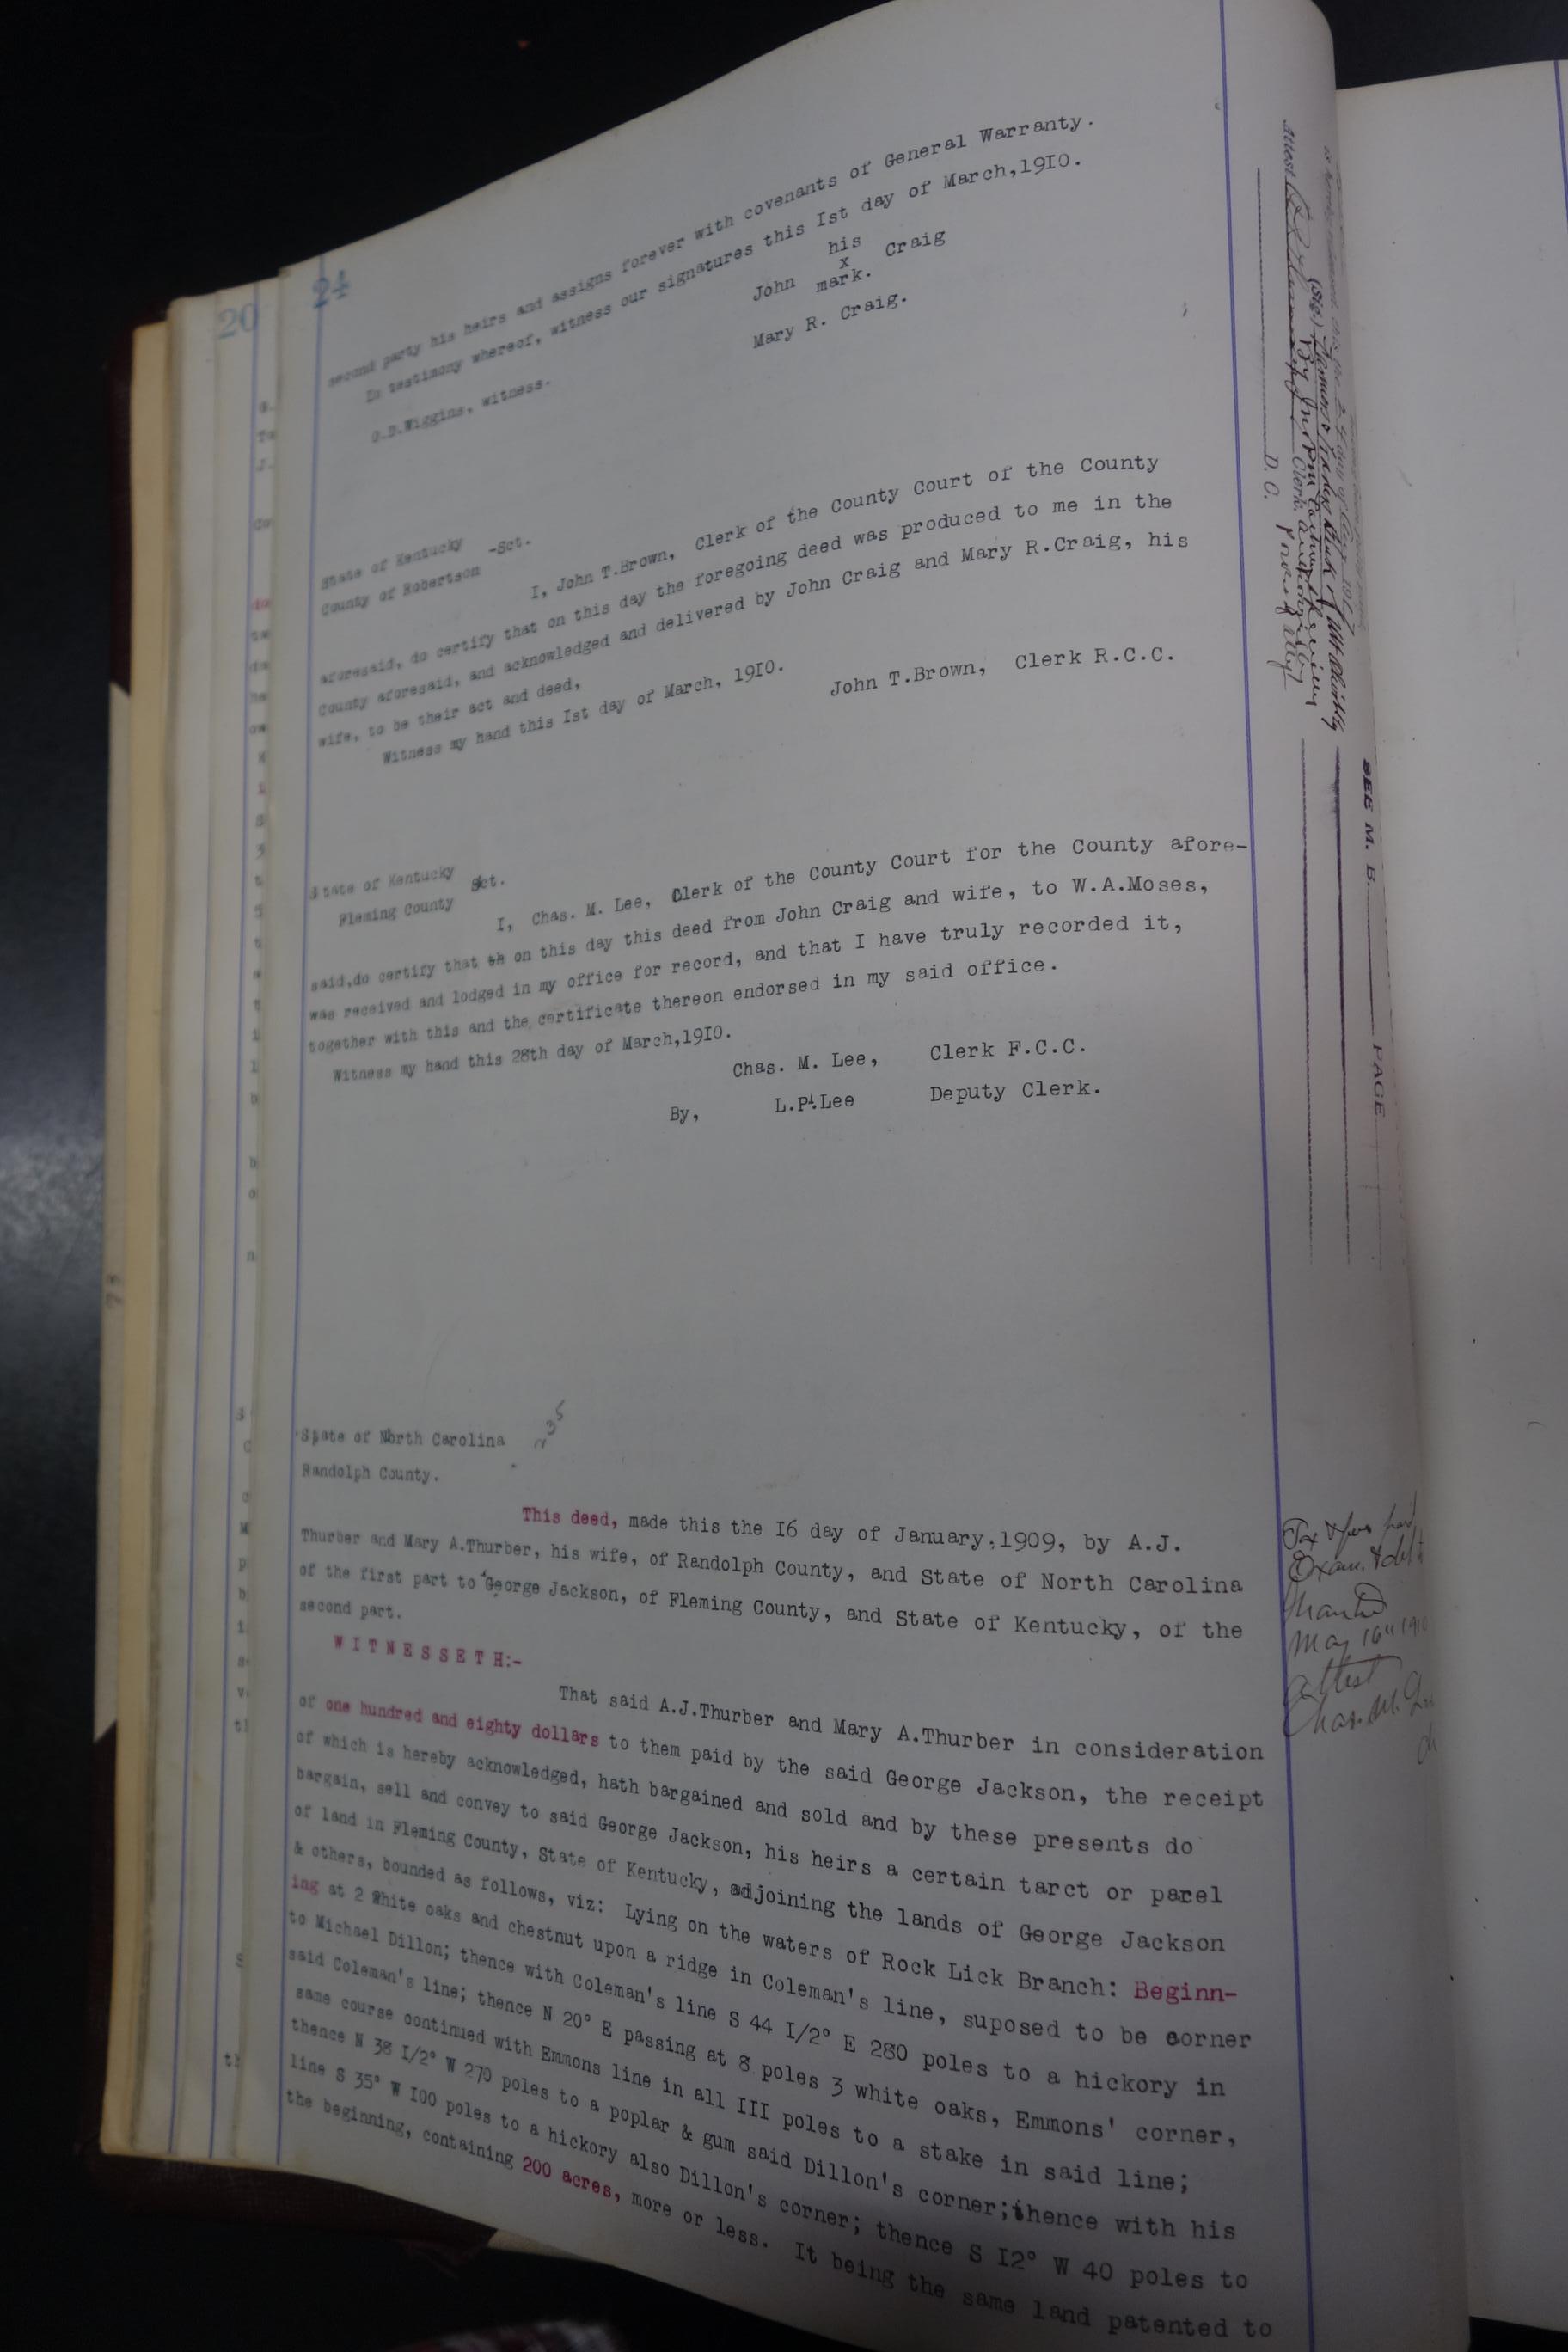 24
second party his heirs and assigns forever with covenants of General Warranty.
In testimony whereof, witness our signatures this Ist day of March,19I0.
his
John x Craig
mark.
Mary R. Craig.
O.D.Wiggins, witness.
State of Kentucky
County of Robertson -Sct.
I, John T.Brown, Clerk of the County Court of the County
aforesaid, do certify that on this day the foregoing deed was produced to me in the
County aforesaid, and acknowledged and delivered by John Craig and Mary R.Craig, his
wife, to be their act and deed,
Witness my hand this Ist day of March, 19I0.
John T.Brown, Clerk R.C.C.
State of Kentucky
Fleming County Sct.
I, Chas. M. Lee, Clerk of the County Court for the County afore-
said,do certify that th on this day this deed from John Craig and wife, to W.A.Moses,
was received and lodged in my office for record, and that I have truly recorded it,
together with this and the certificate thereon endorsed in my said office.
Witness my hand this 28th day of March,19I0.
Chas. M. Lee, Clerk F.C.C.
By, L.P.Lee Deputy Clerk.
State of North Carolina
Randolph County.
This deed, made this the I6 day of January,1909, by A.J.
Thurber and Mary A.Thurber, his wife, of Randolph County, and State of North Carolina
of the first part to George Jackson, of Fleming County, and State of Kentucky, of the
second part.
WITNESSETH:-
That said A.J.Thurber and Mary A.Thurber in consideration
of one hundred and eighty dollars to them paid by the said George Jackson, the receipt
of which is hereby acknowledged, hath bargained and sold and by these presents do
bargain, sell and convey to said George Jackson, his heirs a certain tarct or parel
of land in Fleming County, State of Kentucky, adjoining the lands of George Jackson
& others, bounded as follows, viz: Lying on the waters of Rock Lick Branch: Beginn-
ing at 2 White oaks and chestnut upon a ridge in Coleman's line, suposed to be corner
to Michael Dillon; thence with Coleman's line S 44 I/2° E 280 poles to a hickory in
said Coleman's line; thence N 20° E passing at 8 poles 3 white oaks, Emmons' corner,
same course continued with Emmons line in all III poles to a stake in said line;
thence N 38 I/2° W 270 poles to a poplar & gum said Dillon's corner;thence with his
line S 35° W I00 poles to a hickory also Dillon's corner; thence S I2° W 40 poles to
the beginning, containing 200 acres, more or less. It being the same land patented to
20
Attest
Clerk
D. C.
SEE M. B. PAGE
Tax & fee paid
Exam. & del to
May 16" 1910
Attest
Chas. M. Lee